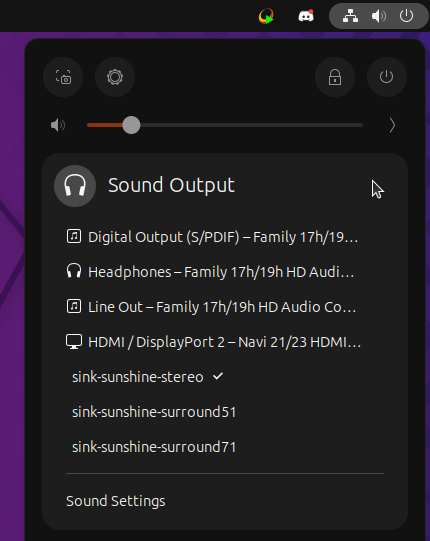 Sound Output
Digital Output (S/PDIF) – Family 17h/19...
Headphones – Family 17h/19h HD Audi...
Line Out – Family 17h/19h HD Audio Co...
HDMI / DisplayPort 2 – Navi 21/23 HDMI...
sink-sunshine-stereo
sink-sunshine-surround51
sink-sunshine-surround71
Sound Settings